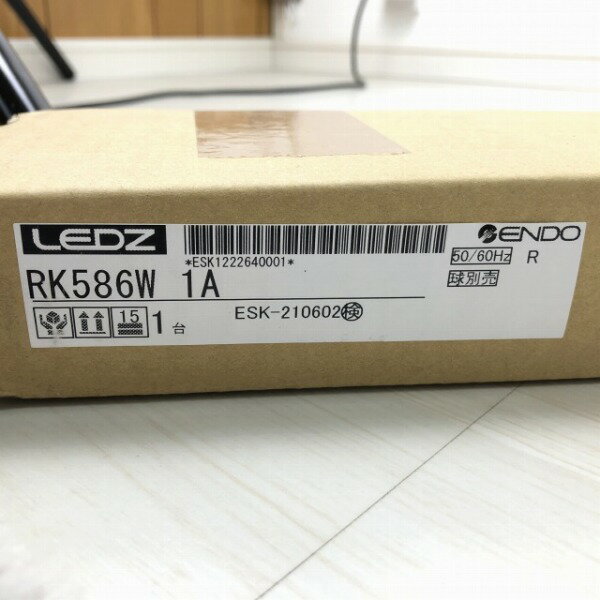 LEDZ
ENDO
*ESK1222640001*
50/60Hz R
RK586W 1A
球別売
ESK-210602検
15 1台